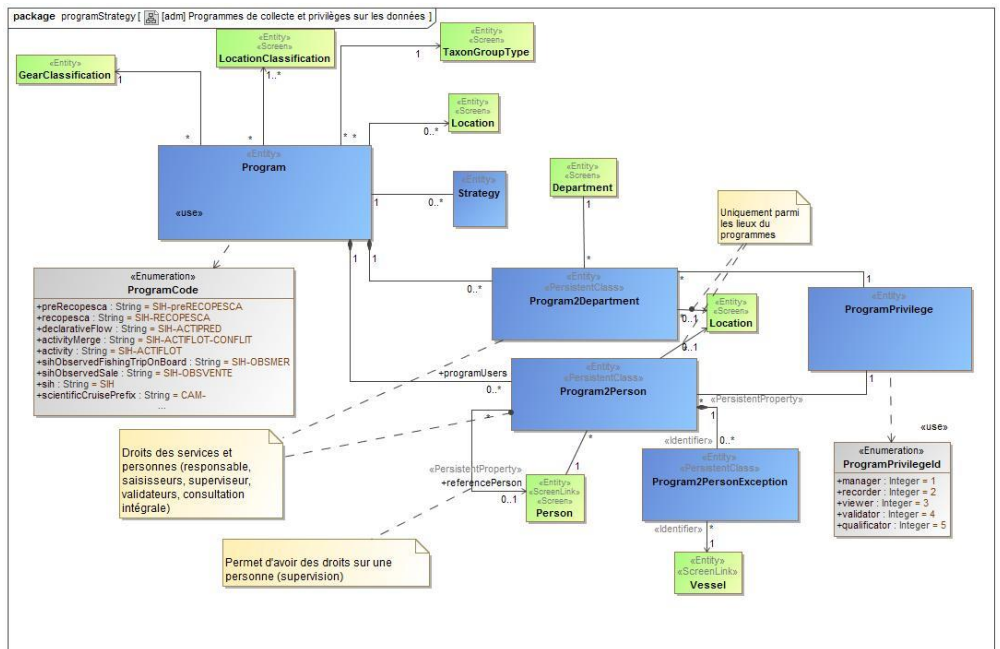 package programStrategy [ [adm] Programmes de collecte et privilèges sur les données ]
«Entity»
GearClassification
1
«Entity»
«Screen»
LocationClassification
1..*
«Entity»
«Screen»
TaxonGroupType
1
«Entity»
«Screen»
Location
0..*
*
*
* *
«Entity»
Program
«use»
«Entity»
Strategy
1
0..*
«Entity»
«Screen»
Department
1
Uniquement parmi
les lieux du
programmes
1
1
*
«Enumeration»
ProgramCode
+preRecopesca : String = SIH-preRECOPESCA
+recopesca : String = SIH-RECOPESCA
+declarativeFlow : String = SIH-ACTIPRED
+activityMerge : String = SIH-ACTIFLOT-CONFLIT
+activity : String = SIH-ACTIFLOT
+sihObservedFishingTripOnBoard : String = SIH-OBSMER
+sihObservedSale : String = SIH-OBSVENTE
+sih : String = SIH
+scientificCruisePrefix : String = CAM-
...
0..*
«Entity»
«PersistentClass»
Program2Department
*
*
0..1
«Entity»
«Screen»
Location
0..1
1
«Entity»
ProgramPrivilege
1
+programUsers
0..*
«Entity»
«PersistentClass»
Program2Person
*
*
1
«PersistentProperty»
*
Droits des services et
personnes (responsable,
saisisseurs, superviseur,
validateurs, consultation
intégrale)
«PersistentProperty»
+referencePerson
0..1
1
«Entity»
«ScreenLink»
«Screen»
Person
«Identifier»
0..*
«Entity»
«PersistentClass»
Program2PersonException
«Identifier»
*
1
«Entity»
«ScreenLink»
Vessel
«use»
«Enumeration»
ProgramPrivilegeId
+manager : Integer = 1
+recorder : Integer = 2
+viewer : Integer = 3
+validator : Integer = 4
+qualificator : Integer = 5
Permet d'avoir des droits sur une
personne (supervision)